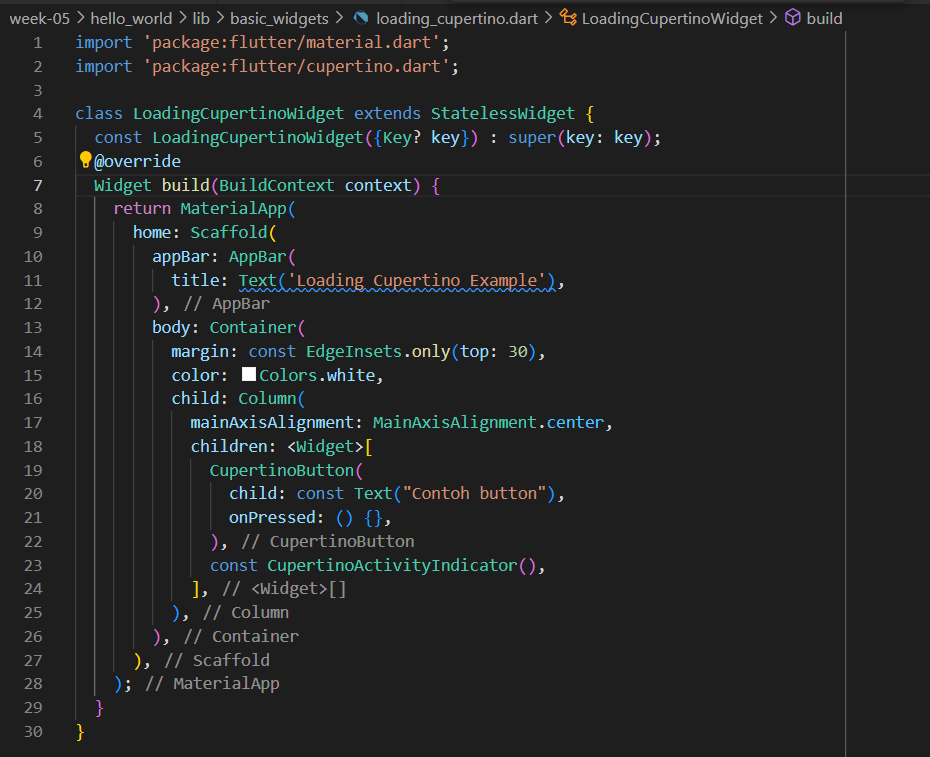 week-05 > hello_world > lib > basic_widgets > loading_cupertino.dart > LoadingCupertinoWidget > build
1 import 'package:flutter/material.dart';
2 import 'package:flutter/cupertino.dart';
3
4 class LoadingCupertinoWidget extends StatelessWidget {
5   const LoadingCupertinoWidget({Key? key}) : super(key: key);
6   @override
7   Widget build(BuildContext context) {
8     return MaterialApp(
9       home: Scaffold(
10         appBar: AppBar(
11           title: Text('Loading Cupertino Example'),
12         ), // AppBar
13         body: Container(
14           margin: const EdgeInsets.only(top: 30),
15           color: Colors.white,
16           child: Column(
17             mainAxisAlignment: MainAxisAlignment.center,
18             children: <Widget>[
19               CupertinoButton(
20                 child: const Text("Contoh button"),
21                 onPressed: () {},
22               ), // CupertinoButton
23               const CupertinoActivityIndicator(),
24             ], // <Widget>[]
25           ), // Column
26         ), // Container
27       ), // Scaffold
28     ); // MaterialApp
29   }
30 }